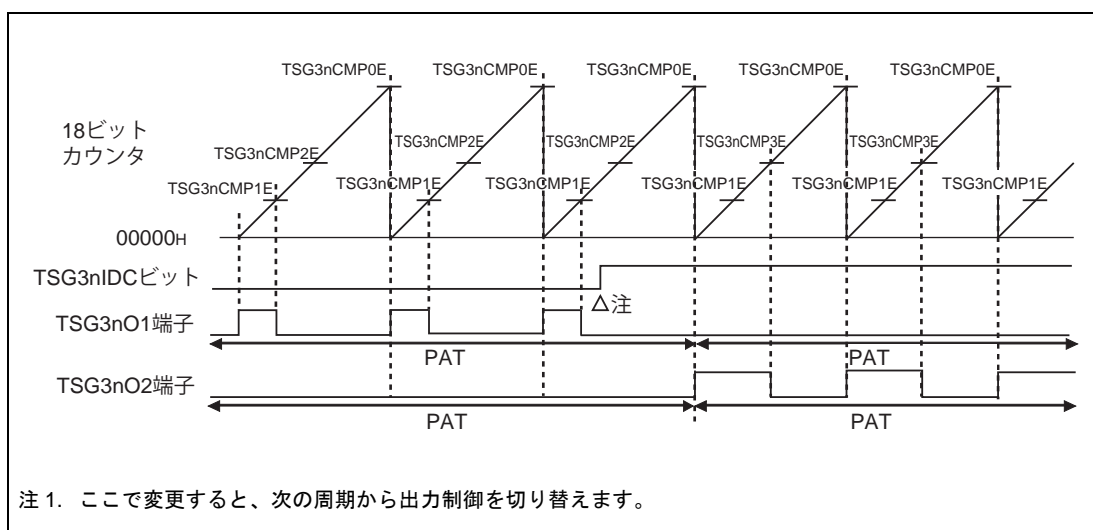 TSG3nCMP0E TSG3nCMP0E TSG3nCMP0E TSG3nCMP0E TSG3nCMP0E
18ビット
カウンタ
TSG3nCMP2E TSG3nCMP2E TSG3nCMP2E TSG3nCMP3E TSG3nCMP3E
TSG3nCMP1E TSG3nCMP1E TSG3nCMP1E TSG3nCMP1E TSG3nCMP1E TSG3nCMP1E
00000H
TSG3nIDCビット
△注
TSG3nO1端子
PAT PAT
TSG3nO2端子
PAT PAT
注 1. ここで変更すると、次の周期から出力制御を切り替えます。